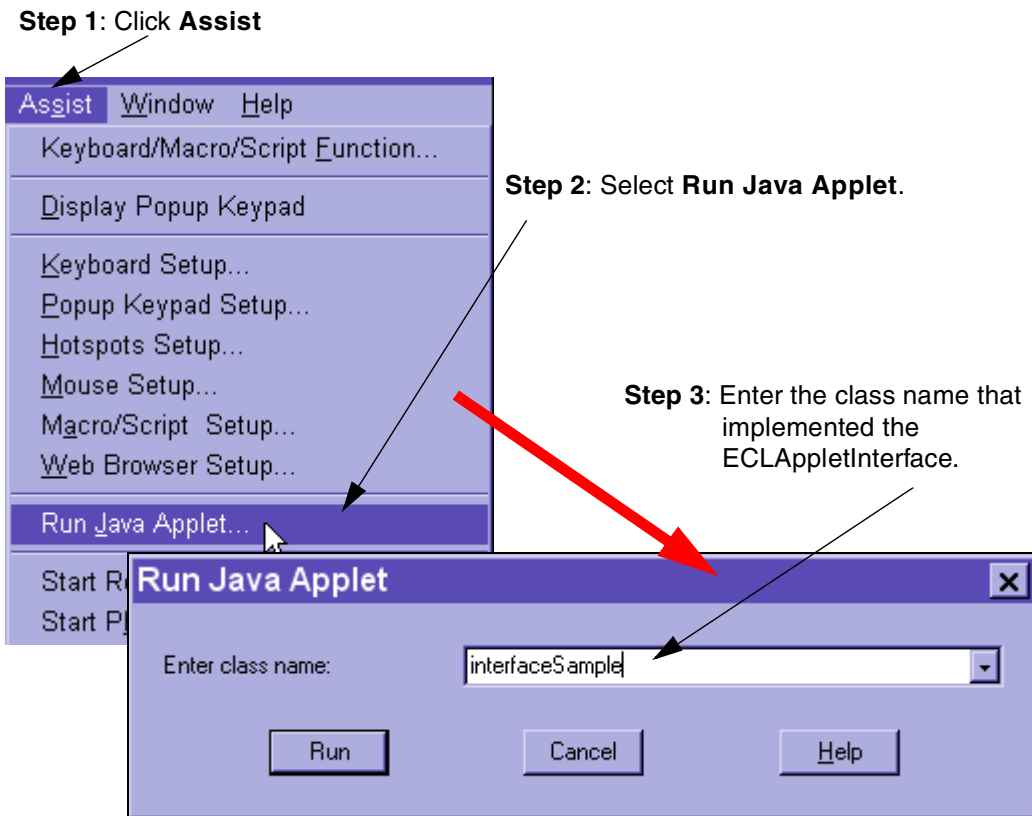 Step 1: Click Assist
Assist Window Help
Keyboard/Macro/Script Function...
Display Popup Keypad
Step 2: Select Run Java Applet.
Keyboard Setup...
Popup Keypad Setup...
Hotspots Setup...
Mouse Setup...
Macro/Script Setup...
Web Browser Setup...
Step 3: Enter the class name that
implemented the
ECLAppletInterface.
Run Java Applet...
Start
Start
Run Java Applet
Enter class name:
interfaceSample
Run Cancel Help